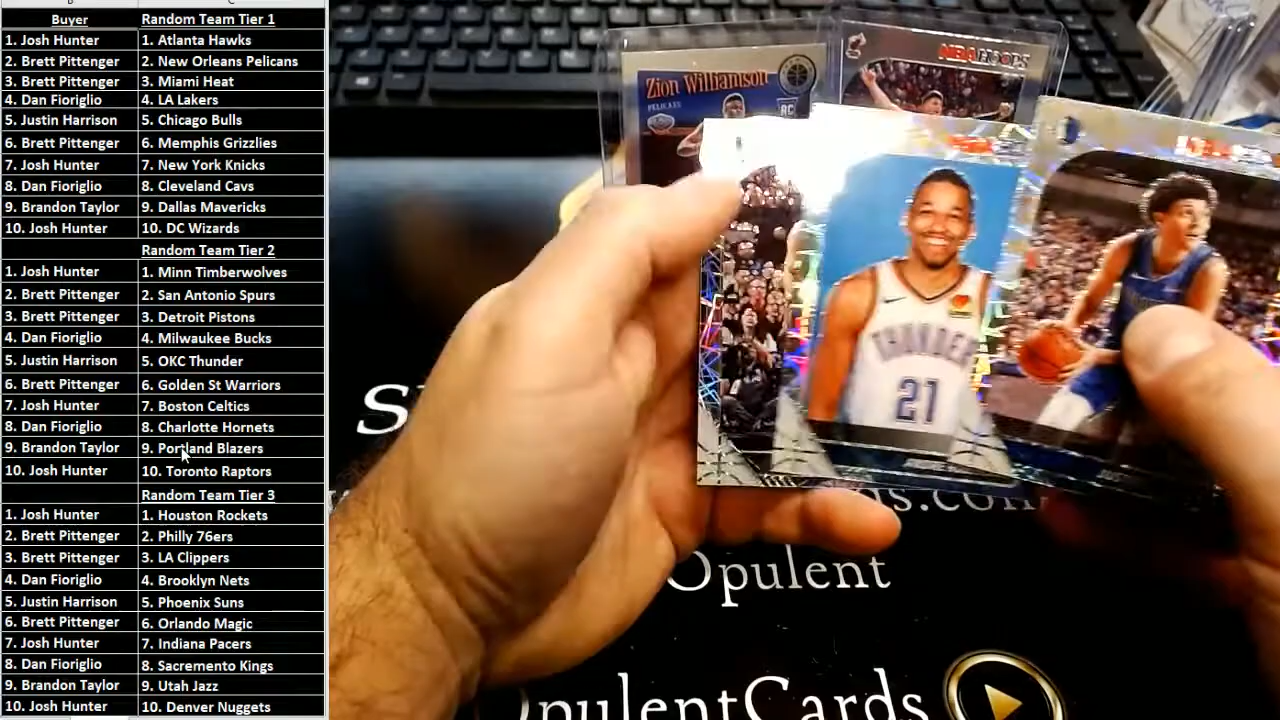 Buyer Random Team Tier 1
1. Josh Hunter 1. Atlanta Hawks
2. Brett Pittenger 2. New Orleans Pelicans
3. Brett Pittenger 3. Miami Heat
4. Dan Fioriglio 4. LA Lakers
5. Justin Harrison 5. Chicago Bulls
6. Brett Pittenger 6. Memphis Grizzlies
7. Josh Hunter 7. New York Knicks
8. Dan Fioriglio 8. Cleveland Cavs
9. Brandon Taylor 9. Dallas Mavericks
10. Josh Hunter 10. DC Wizards
Random Team Tier 2
1. Josh Hunter 1. Minn Timberwolves
2. Brett Pittenger 2. San Antonio Spurs
3. Brett Pittenger 3. Detroit Pistons
4. Dan Fioriglio 4. Milwaukee Bucks
5. Justin Harrison 5. OKC Thunder
6. Brett Pittenger 6. Golden St Warriors
7. Josh Hunter 7. Boston Celtics
8. Dan Fioriglio 8. Charlotte Hornets
9. Brandon Taylor 9. Portland Blazers
10. Josh Hunter 10. Toronto Raptors
Random Team Tier 3
1. Josh Hunter 1. Houston Rockets
2. Brett Pittenger 2. Philly 76ers
3. Brett Pittenger 3. LA Clippers
4. Dan Fioriglio 4. Brooklyn Nets
5. Justin Harrison 5. Phoenix Suns
6. Brett Pittenger 6. Orlando Magic
7. Josh Hunter 7. Indiana Pacers
8. Dan Fioriglio 8. Sacremento Kings
9. Brandon Taylor 9. Utah Jazz
10. Josh Hunter 10. Denver Nuggets
Zion Williamson
PELICANS
RC
NBA HOOPS
THUNDER
21
Opulent
OpulentCards